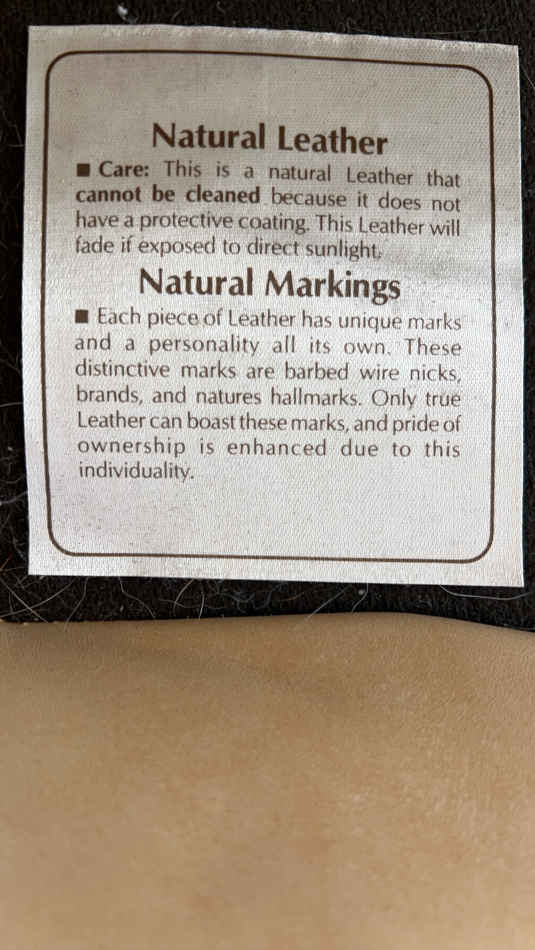 Natural Leather
■ Care: This is a natural Leather that
cannot be cleaned because it does not
have a protective coating. This Leather will
fade if exposed to direct sunlight.
Natural Markings
■ Each piece of Leather has unique marks
and a personality all its own. These
distinctive marks are barbed wire nicks,
brands, and natures hallmarks. Only true
Leather can boast these marks, and pride of
ownership is enhanced due to this
individuality.